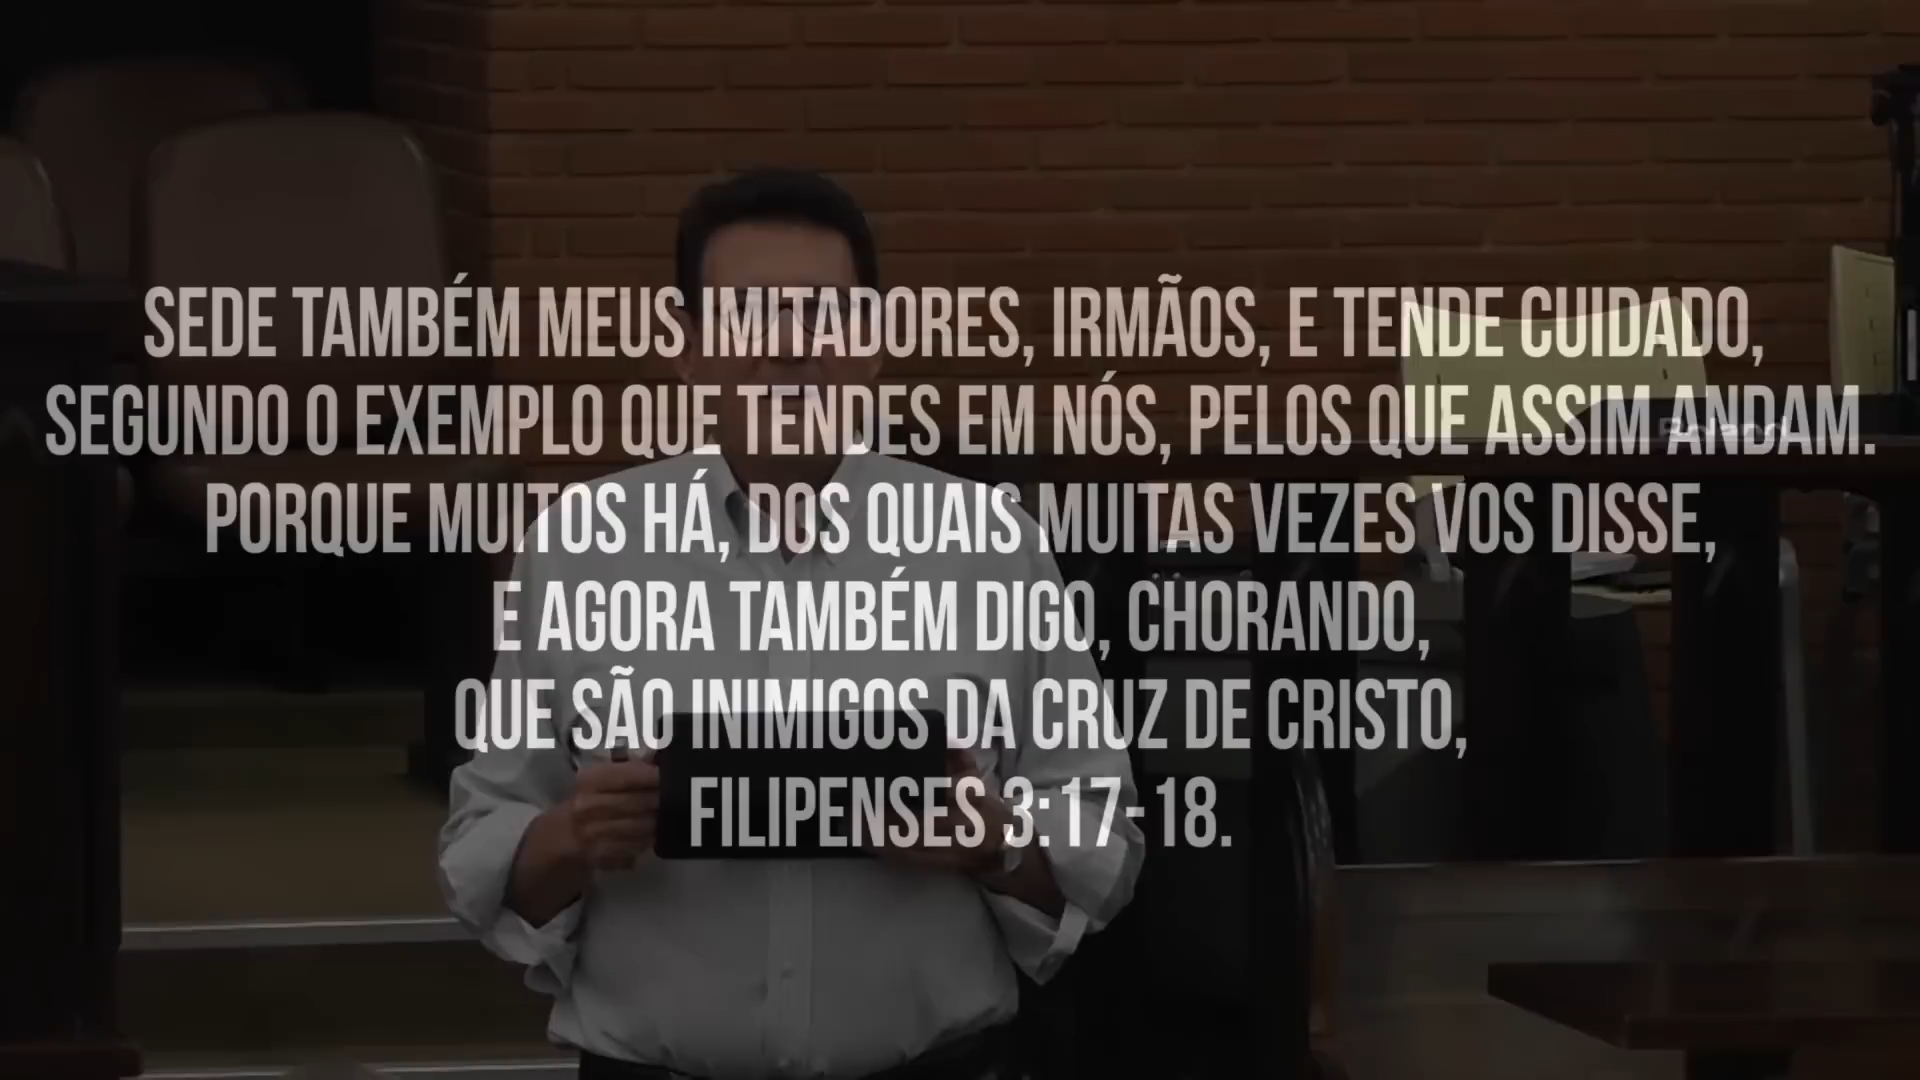 SEDE TAMBÉM MEUS IMITADORES, IRMÃOS, E TENDE CUIDADO,
SEGUNDO O EXEMPLO QUE TENDES EM NÓS, PELOS QUE ASSIM ANDAM.
Roland
PORQUE MUITOS HÁ, DOS QUAIS MUITAS VEZES VOS DISSE,
E AGORA TAMBÉM DIGO, CHORANDO,
QUE SÃO INIMIGOS DA CRUZ DE CRISTO,
FILIPENSES 3:17-18.